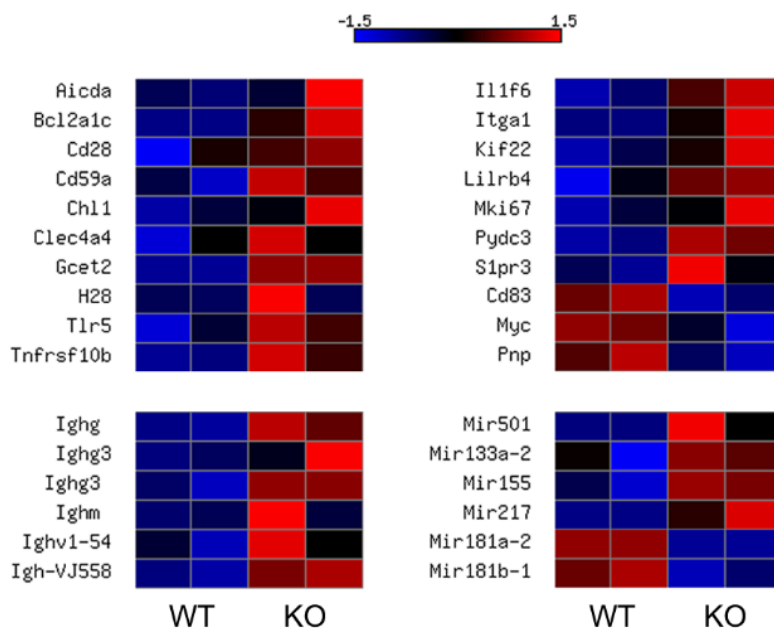 -1.5 1.5
Aicda
Bcl2a1c
Cd28
Cd59a
Chl1
Clec4a4
Gcet2
H28
Tlr5
Tnfrsf10b
Il1f6
Itga1
Kif22
Lilrb4
Mki67
Pydc3
S1pr3
Cd83
Myc
Pnp
Ighg
Ighg3
Ighg3
Ighm
Ighv1-54
Igh-VJ558
Mir501
Mir133a-2
Mir155
Mir217
Mir181a-2
Mir181b-1
WT KO
WT KO